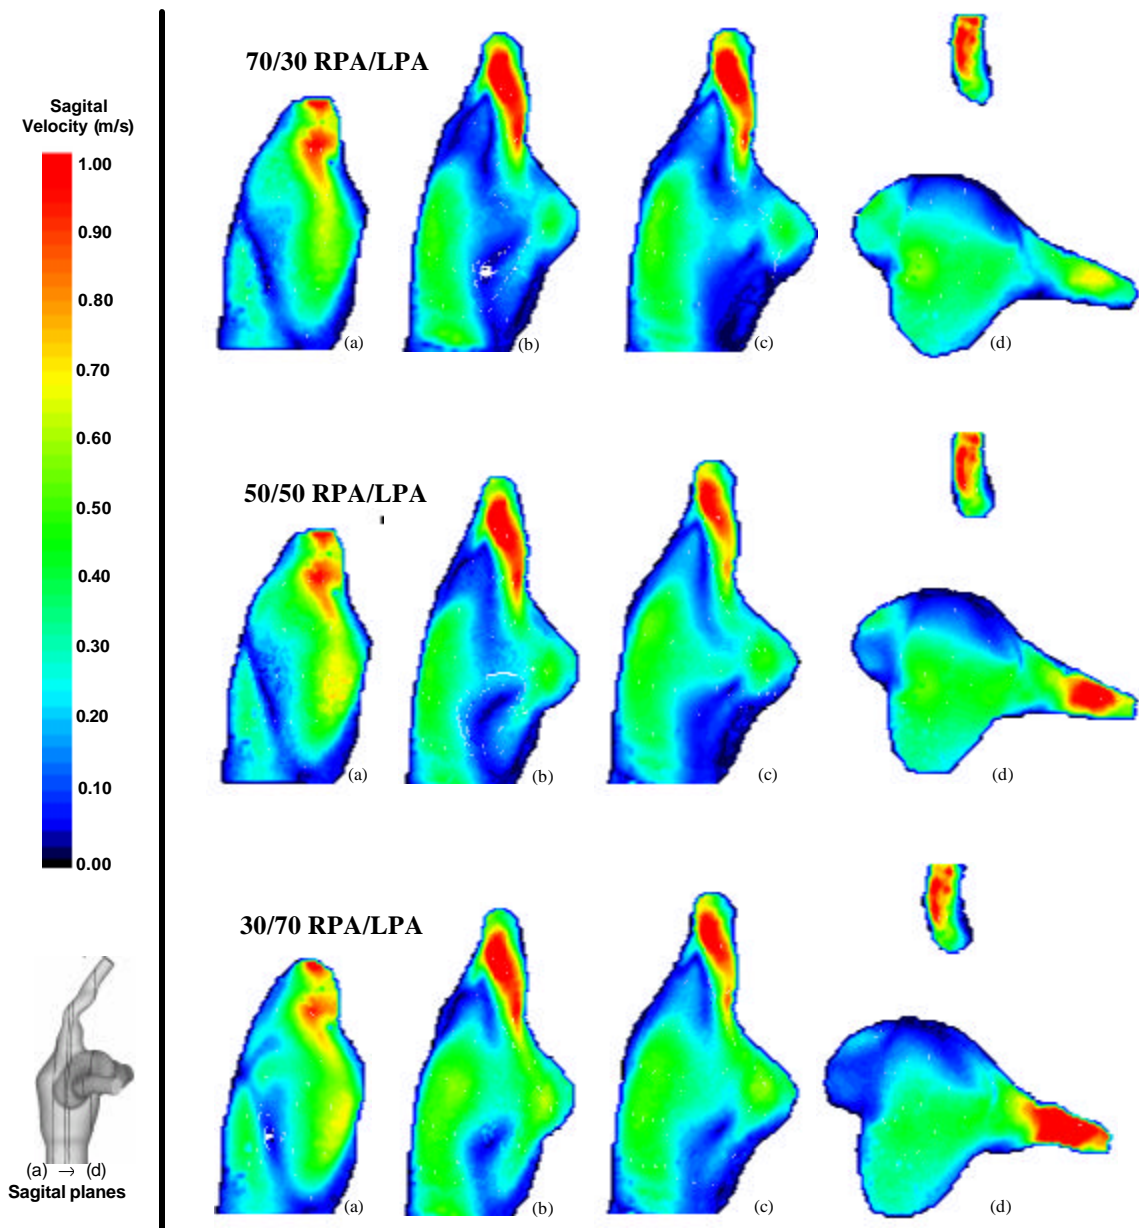 70/30 RPA/LPA
Sagital
Velocity (m/s)
1.00
0.90
0.80
0.70
0.60
0.50
0.40
0.30
0.20
0.10
0.00
(a) (b) (c) (d)
50/50 RPA/LPA
(a) (b) (c) (d)
30/70 RPA/LPA
(a) (b) (c) (d)
(a) → (d)
Sagital planes